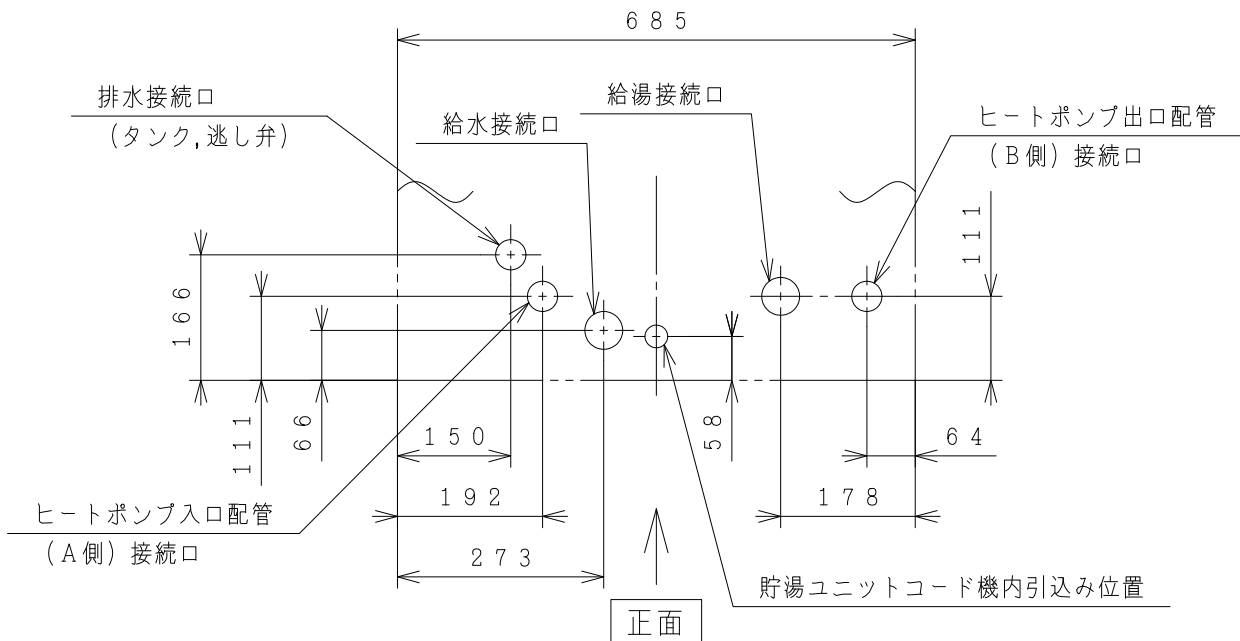 685
排水接続口
(タンク,逃し弁)
給水接続口
給湯接続口
ヒートポンプ出口配管
(B側)接続口
166
111
66
111
58
150
64
192
178
273
ヒートポンプ入口配管
(A側)接続口
貯湯ユニットコード機内引込み位置
正面